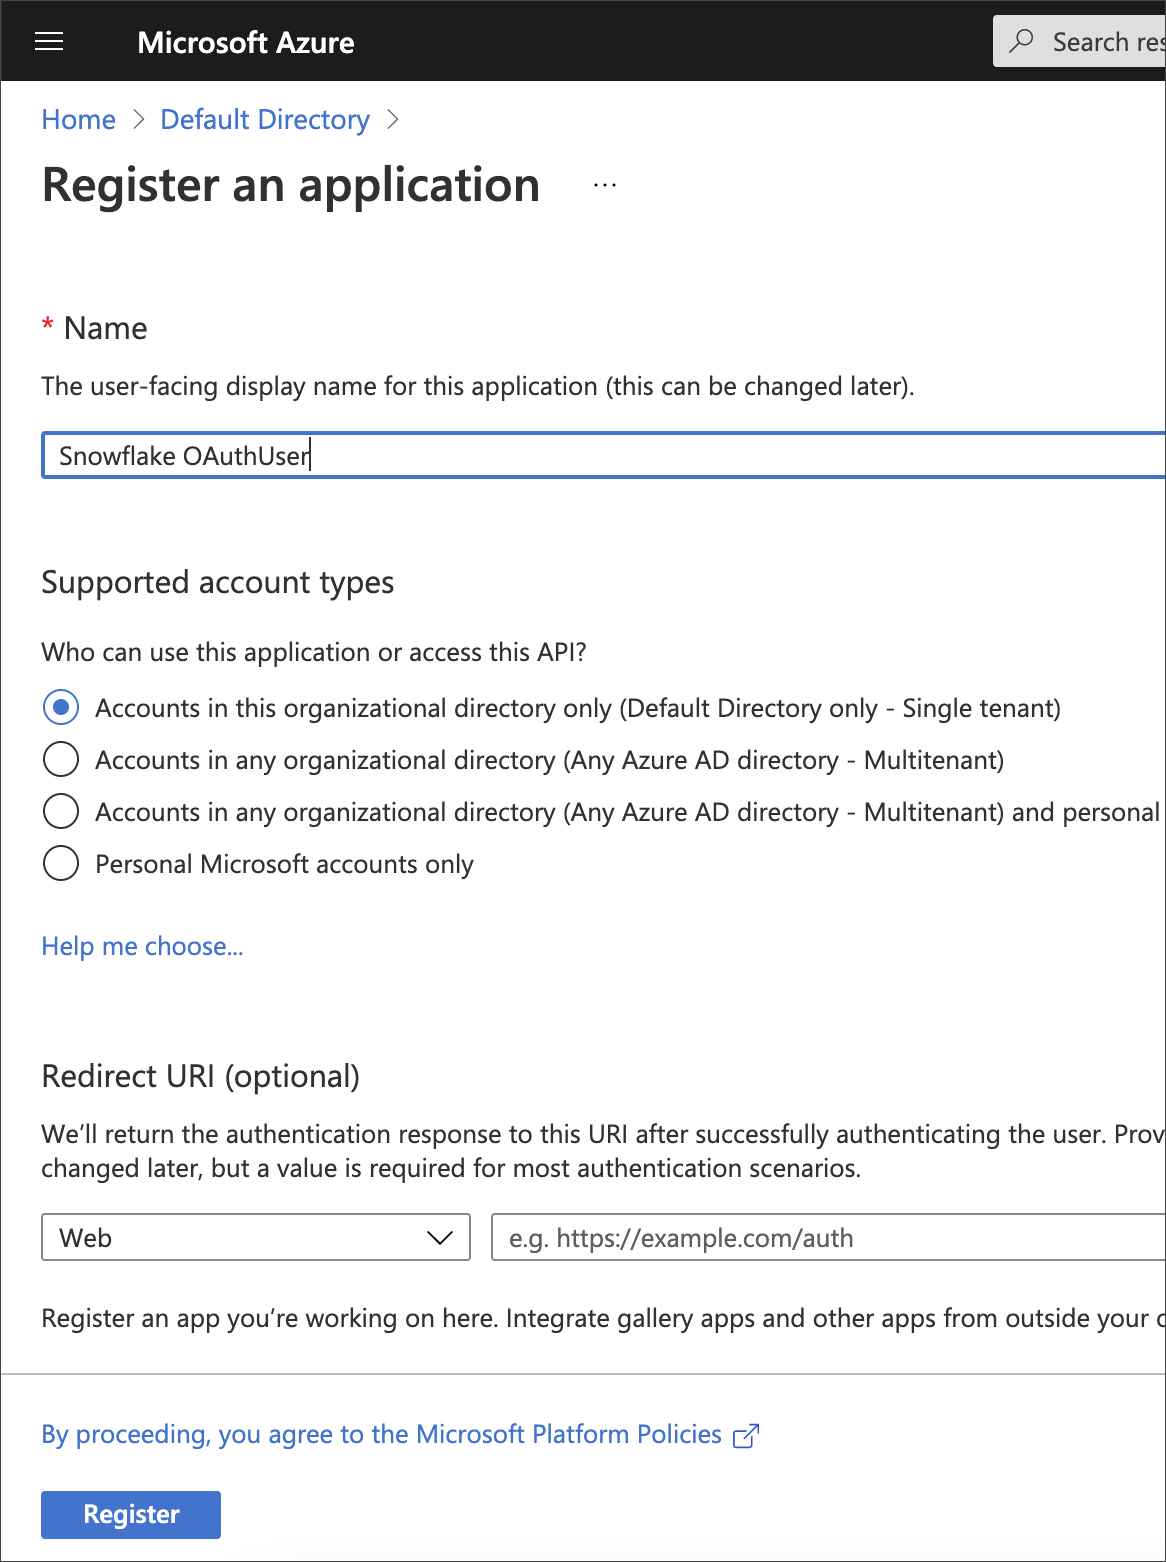 Microsoft Azure
Search res
Home > Default Directory >
Register an application ...
* Name
The user-facing display name for this application (this can be changed later).
Snowflake OAuthUser
Supported account types
Who can use this application or access this API?
Accounts in this organizational directory only (Default Directory only - Single tenant)
Accounts in any organizational directory (Any Azure AD directory - Multitenant)
Accounts in any organizational directory (Any Azure AD directory - Multitenant) and personal
Personal Microsoft accounts only
Help me choose...
Redirect URI (optional)
We’ll return the authentication response to this URI after successfully authenticating the user. Prov
changed later, but a value is required for most authentication scenarios.
Web
e.g. https://example.com/auth
Register an app you’re working on here. Integrate gallery apps and other apps from outside your o
By proceeding, you agree to the Microsoft Platform Policies
Register